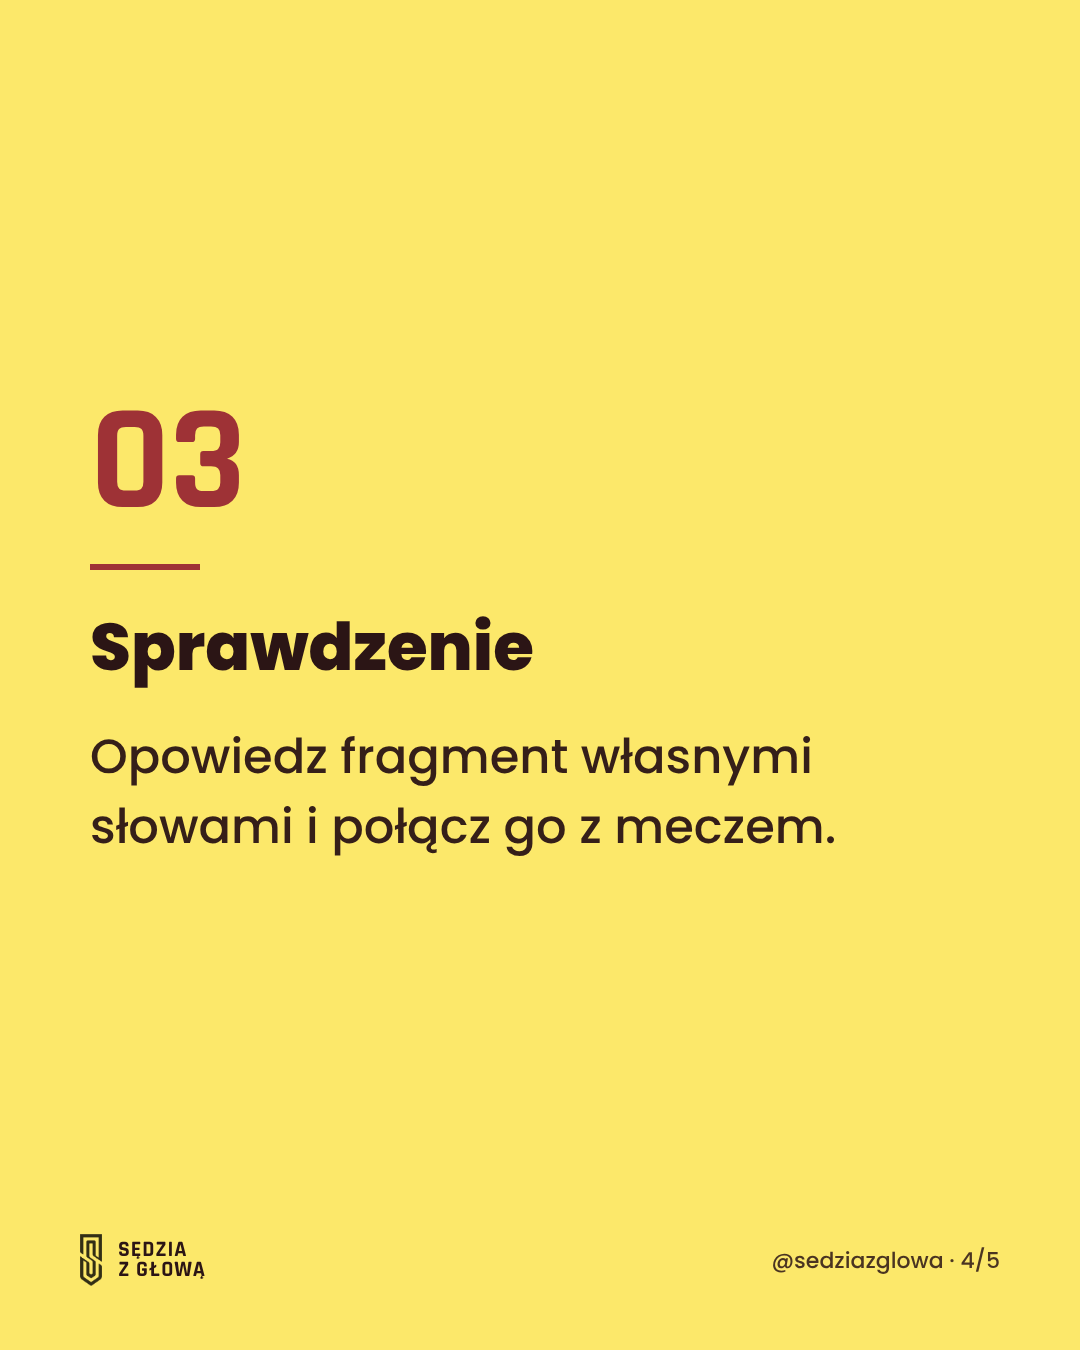 03
Sprawdzenie
Opowiedz fragment własnymi
słowami i połącz go z meczem.
SĘDZIA
Z GŁOWĄ
@sedziazglowa · 4/5